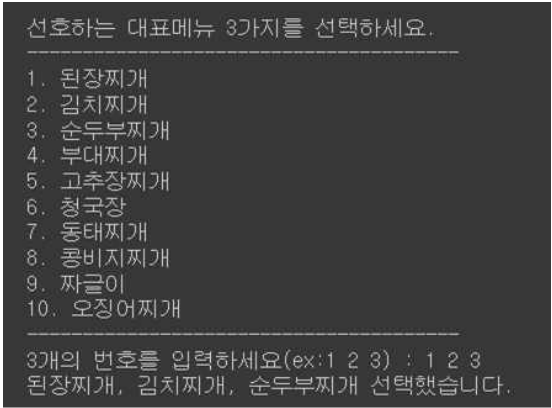 선호하는 대표메뉴 3가지를 선택하세요.
---------------------------------------
1. 된장찌개
2. 김치찌개
3. 순두부찌개
4. 부대찌개
5. 고추장찌개
6. 청국장
7. 동태찌개
8. 콩비지찌개
9. 짜글이
10. 오징어찌개
---------------------------------------
3개의 번호를 입력하세요(ex:1 2 3) : 1 2 3
된장찌개, 김치찌개, 순두부찌개 선택했습니다.